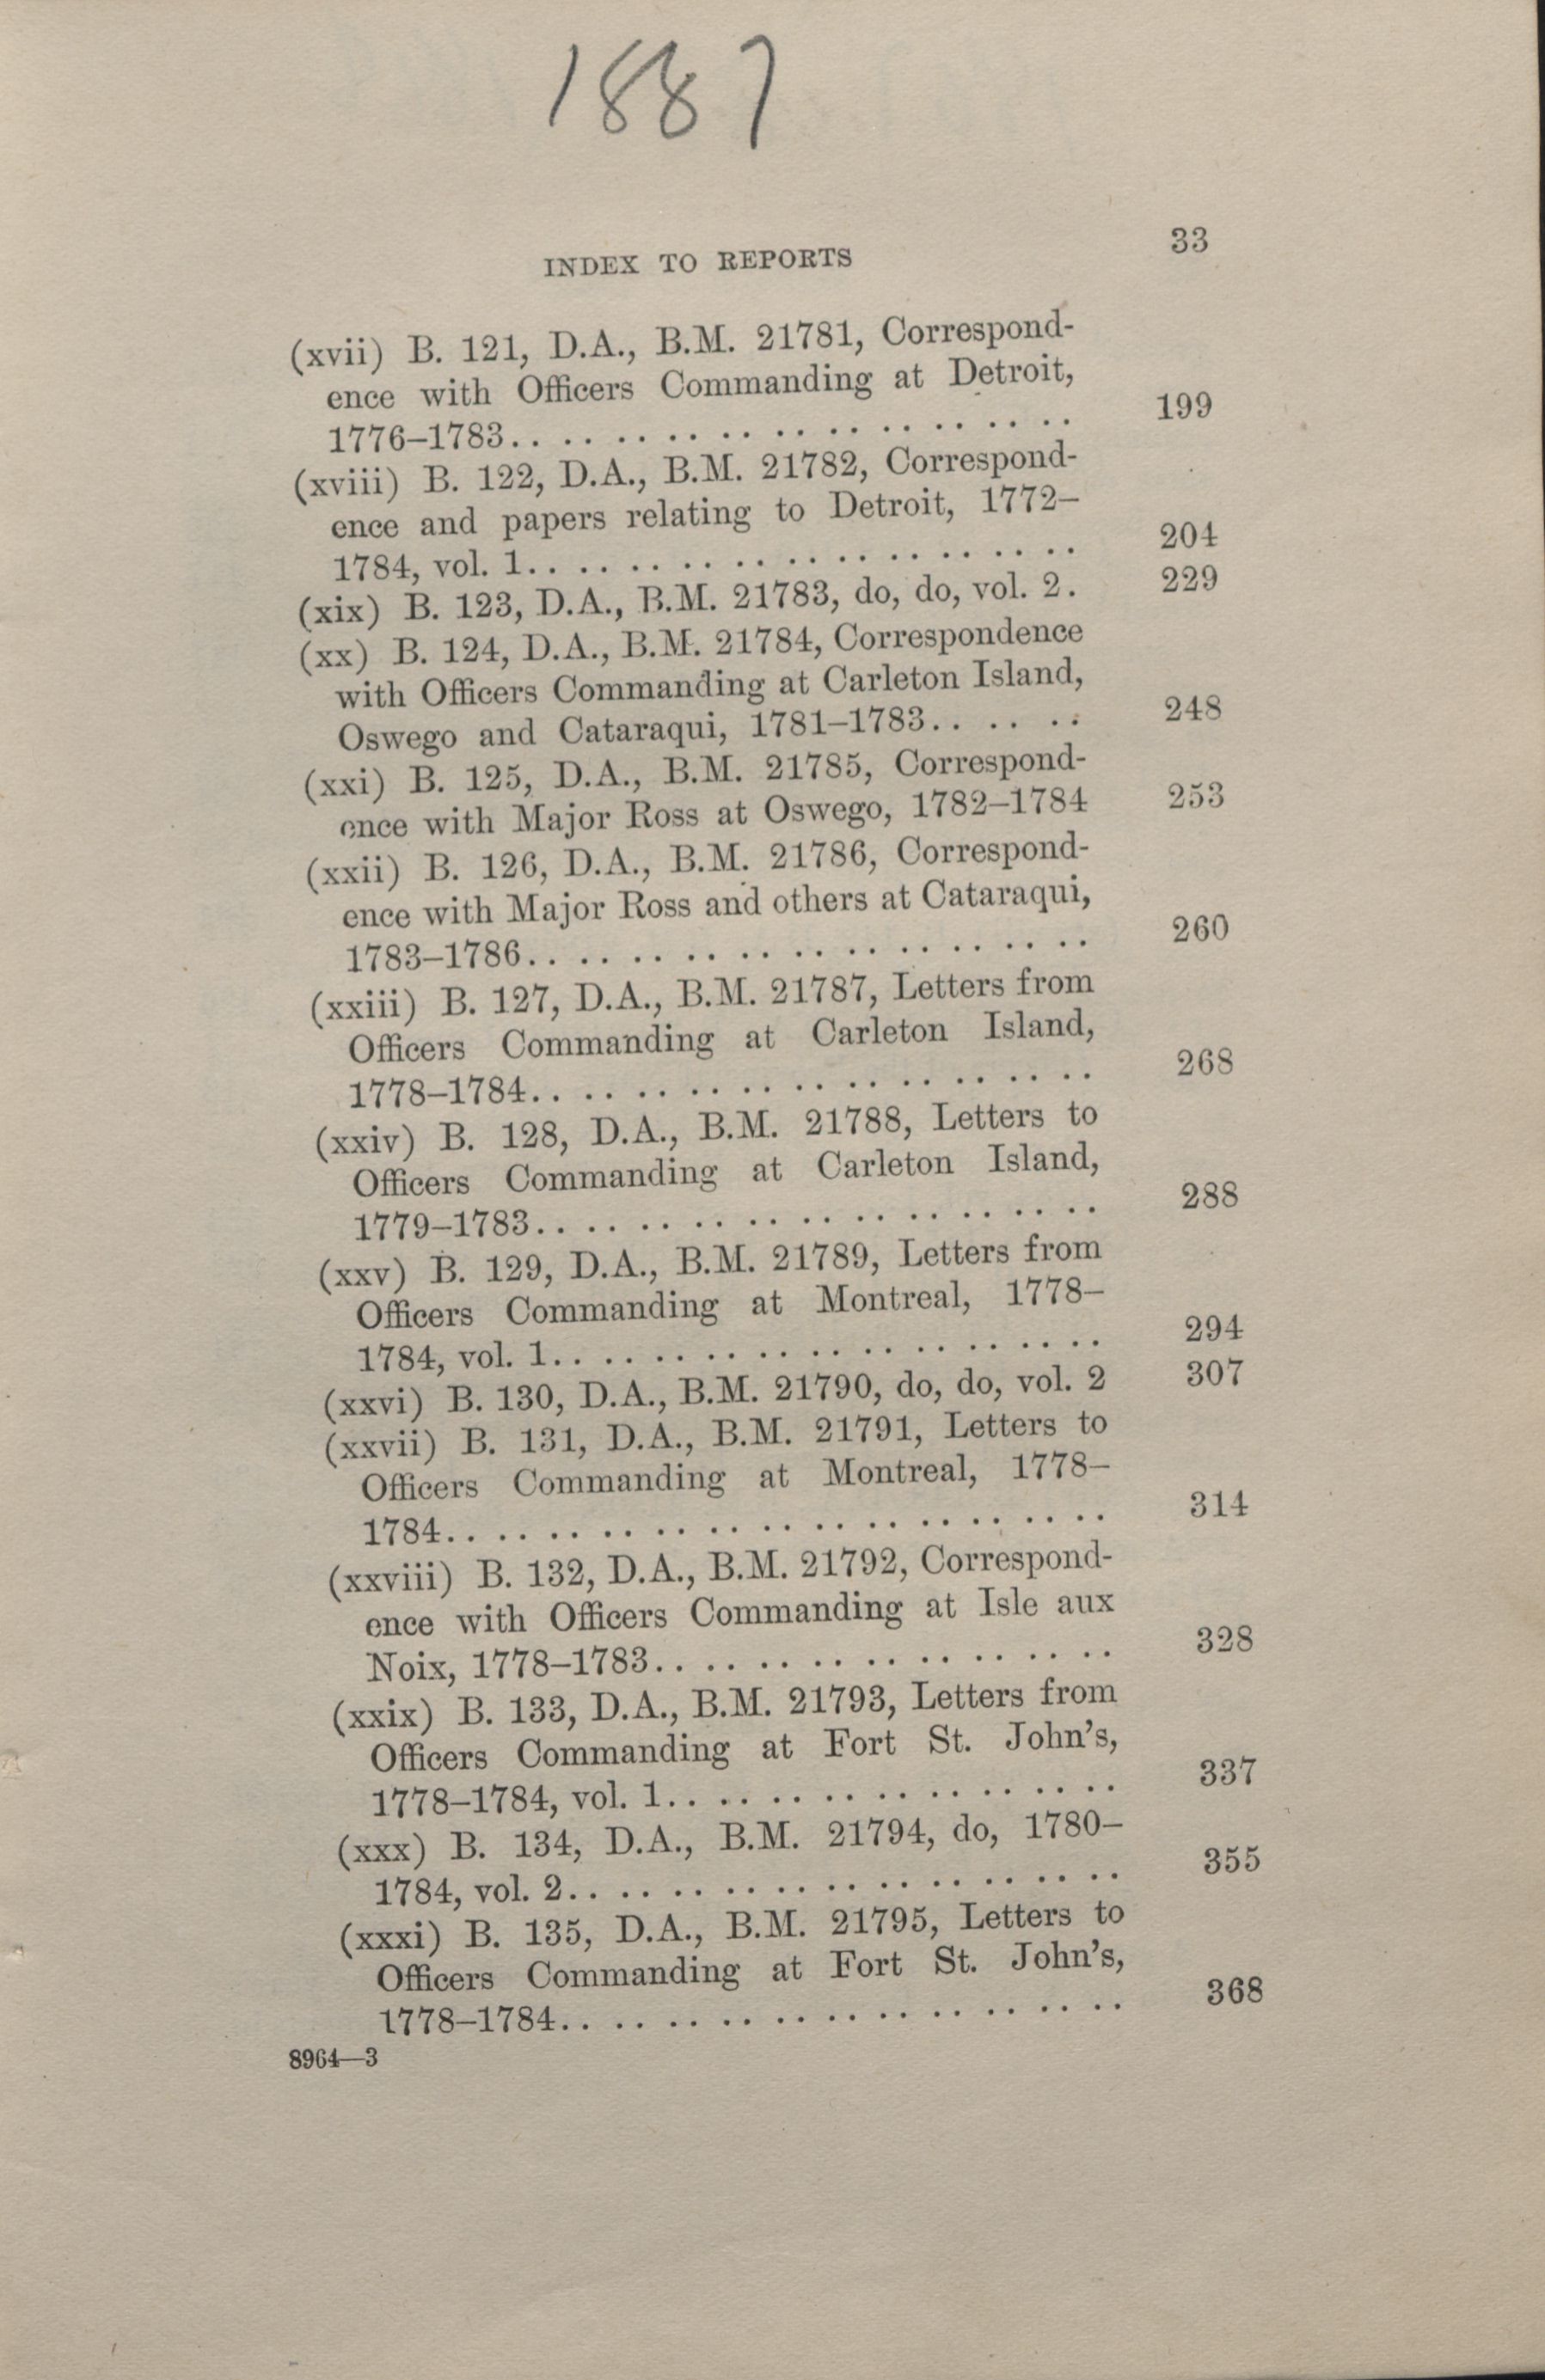 1887
INDEX TO REPORTS 33
(xvii) B. 121, D.A., B.M. 21781, Correspond-
ence with Officers Commanding at Detroit,
1776–1783. . . . . . . . . . . . . . . . . . . . . . 199
(xviii) B. 122, D.A., B.M. 21782, Correspond-
ence and papers relating to Detroit, 1772–
1784, vol. 1. . . . . . . . . . . . . . . . . . . . . 204
(xix) B. 123, D.A., B.M. 21783, do, do, vol. 2. 229
(xx) B. 124, D.A., B.M. 21784, Correspondence
with Officers Commanding at Carleton Island,
Oswego and Cataraqui, 1781–1783. . . . . . 248
(xxi) B. 125, D.A., B.M. 21785, Correspond-
ence with Major Ross at Oswego, 1782–1784 253
(xxii) B. 126, D.A., B.M. 21786, Correspond-
ence with Major Ross and others at Cataraqui,
1783–1786. . . . . . . . . . . . . . . . . . . . . . 260
(xxiii) B. 127, D.A., B.M. 21787, Letters from
Officers Commanding at Carleton Island,
1778–1784. . . . . . . . . . . . . . . . . . . . . . 268
(xxiv) B. 128, D.A., B.M. 21788, Letters to
Officers Commanding at Carleton Island,
1779–1783. . . . . . . . . . . . . . . . . . . . . . 288
(xxv) B. 129, D.A., B.M. 21789, Letters from
Officers Commanding at Montreal, 1778–
1784, vol. 1. . . . . . . . . . . . . . . . . . . . . 294
(xxvi) B. 130, D.A., B.M. 21790, do, do, vol. 2 307
(xxvii) B. 131, D.A., B.M. 21791, Letters to
Officers Commanding at Montreal, 1778–
1784. . . . . . . . . . . . . . . . . . . . . . . . . . 314
(xxviii) B. 132, D.A., B.M. 21792, Correspond-
ence with Officers Commanding at Isle aux
Noix, 1778–1783. . . . . . . . . . . . . . . . . . 328
(xxix) B. 133, D.A., B.M. 21793, Letters from
Officers Commanding at Fort St. John's,
1778–1784, vol. 1. . . . . . . . . . . . . . . . . 337
(xxx) B. 134, D.A., B.M. 21794, do, 1780–
1784, vol. 2. . . . . . . . . . . . . . . . . . . . . 355
(xxxi) B. 135, D.A., B.M. 21795, Letters to
Officers Commanding at Fort St. John's,
1778–1784. . . . . . . . . . . . . . . . . . . . . . 368
8964—3